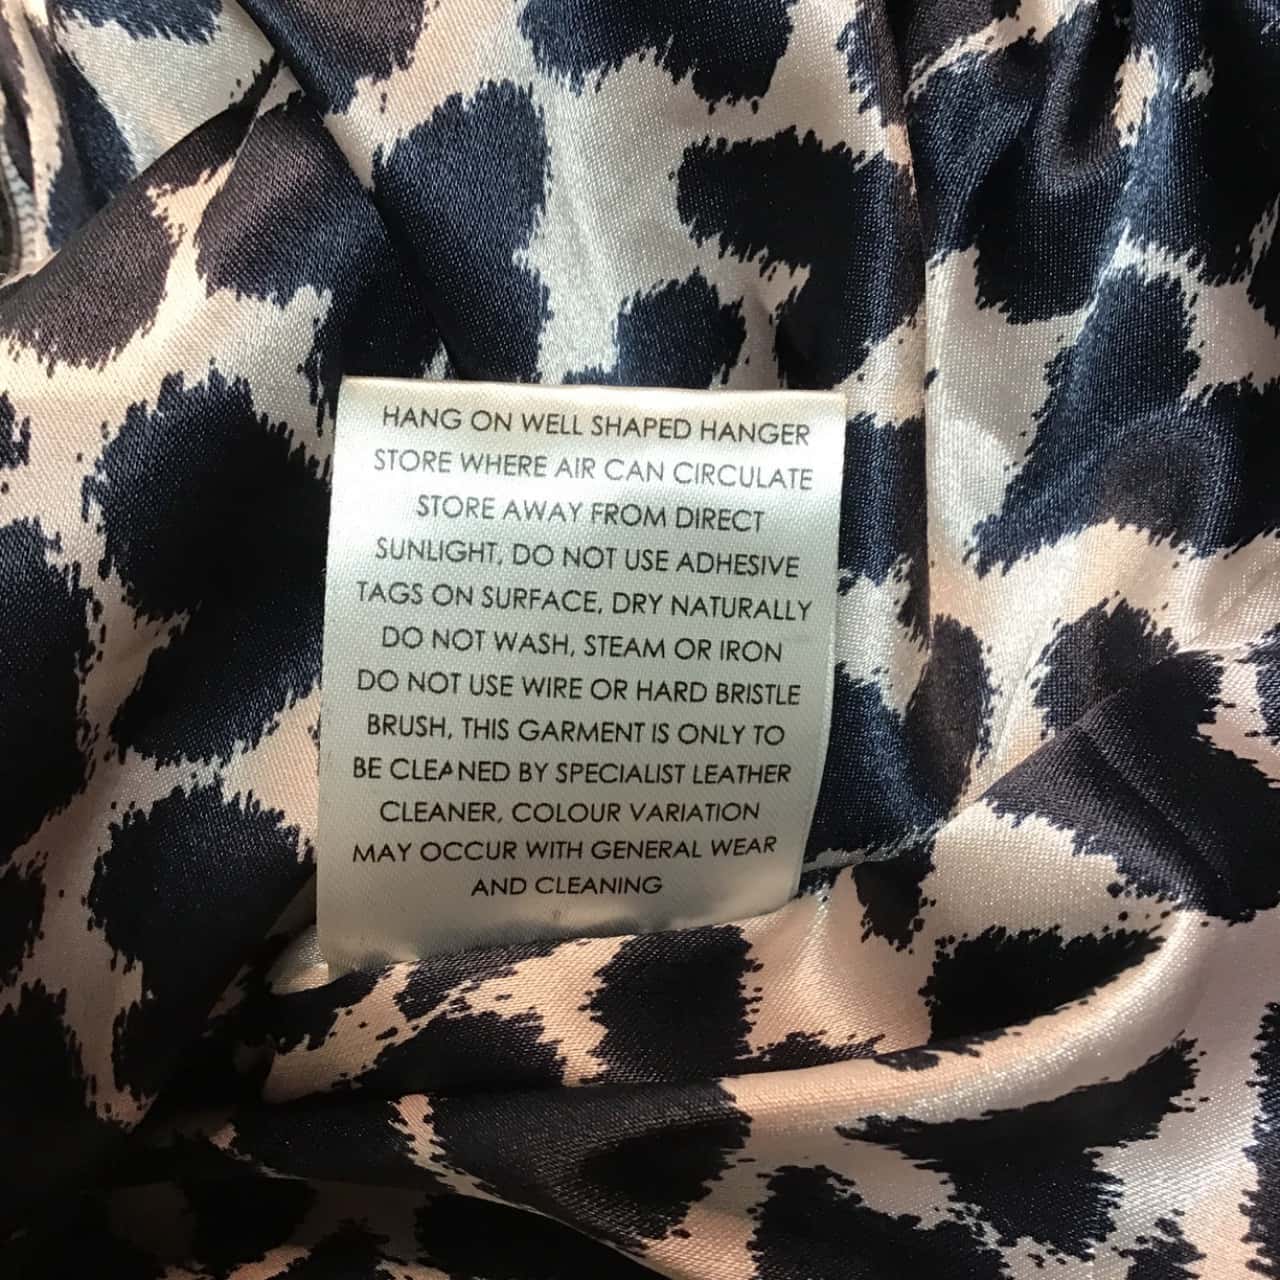 HANG ON WELL SHAPED HANGER
STORE WHERE AIR CAN CIRCULATE
STORE AWAY FROM DIRECT
SUNLIGHT, DO NOT USE ADHESIVE
TAGS ON SURFACE, DRY NATURALLY
DO NOT WASH, STEAM OR IRON
DO NOT USE WIRE OR HARD BRISTLE
BRUSH, THIS GARMENT IS ONLY TO
BE CLEANED BY SPECIALIST LEATHER
CLEANER, COLOUR VARIATION
MAY OCCUR WITH GENERAL WEAR
AND CLEANING